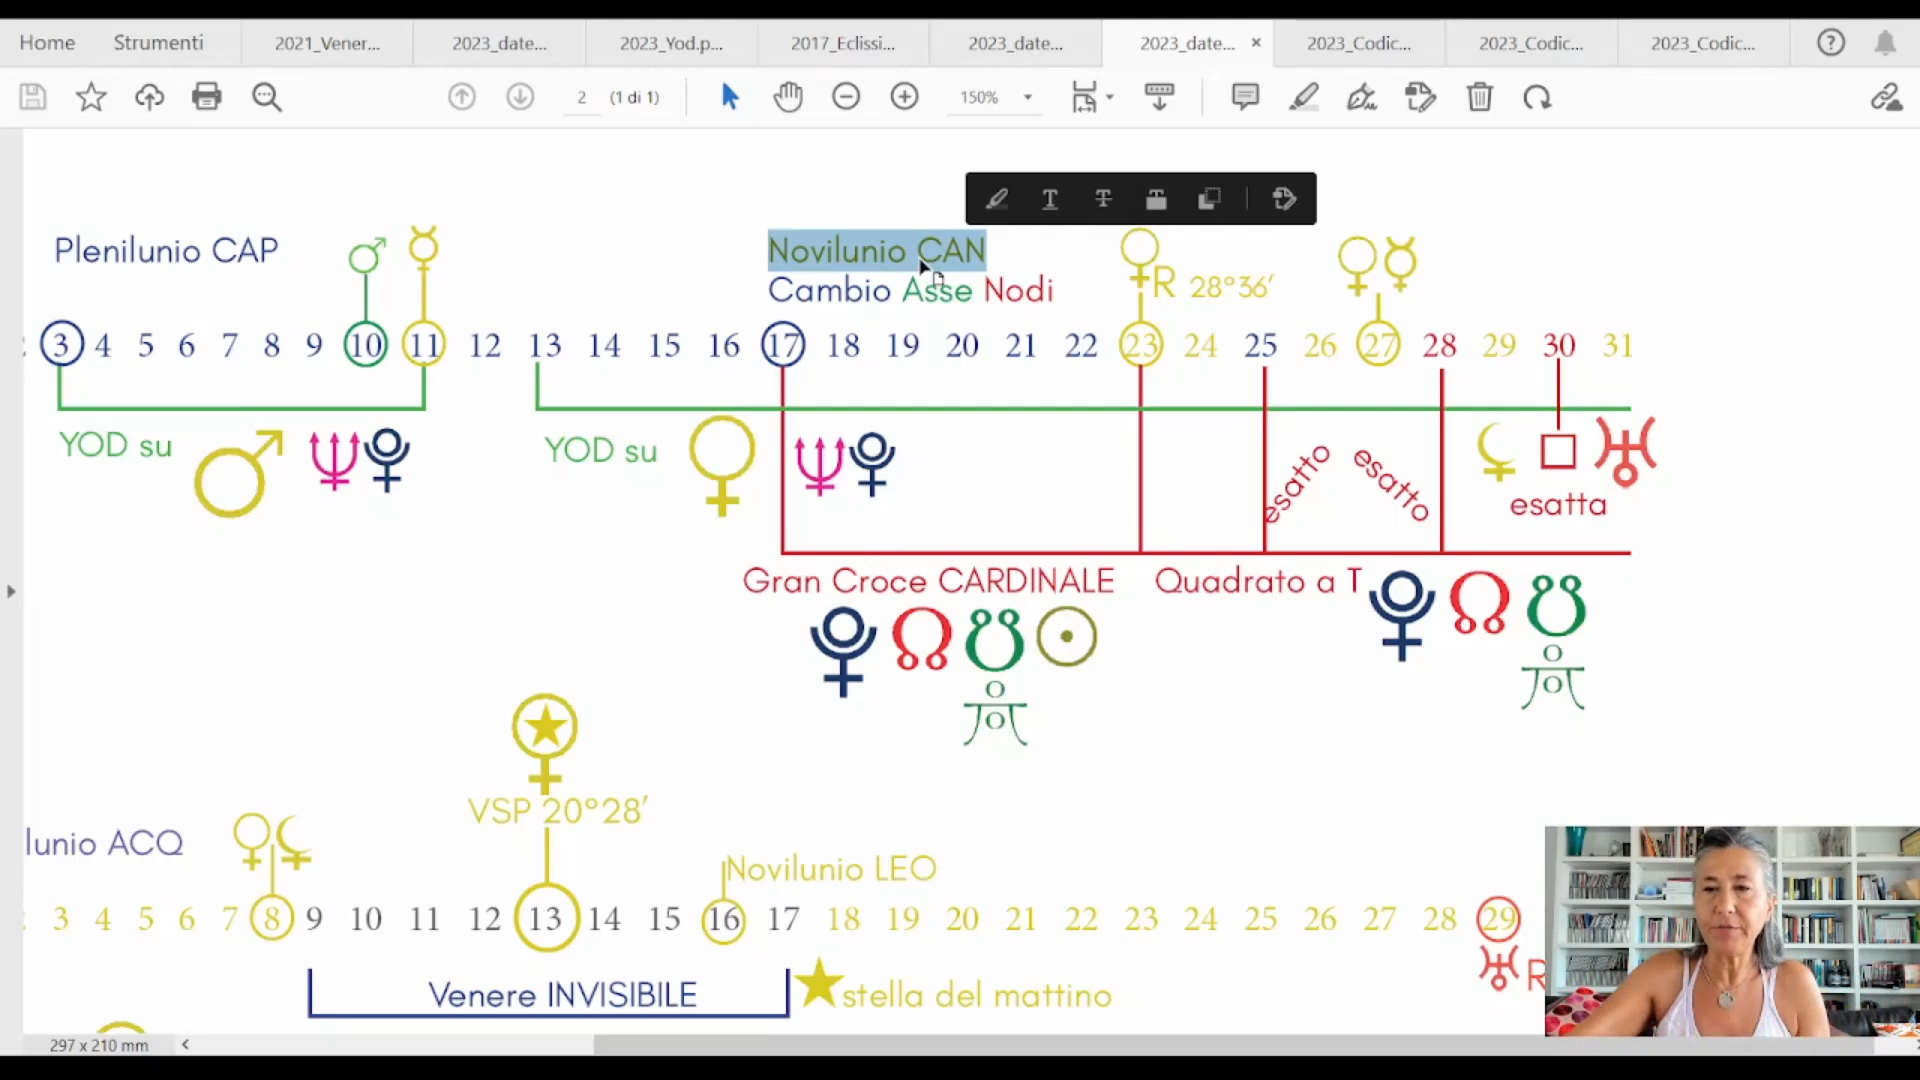 Home Strumenti 2021_Vener... 2023_date... 2023_Yod.p... 2017_Eclissi... 2023_date... 2023_date... × 2023_Codic... 2023_Codic... 2023_Codic...
2 (1 di 1) 150%
Plenilunio CAP
Novilunio CAN
Cambio Asse Nodi
R 28°36′
3 4 5 6 7 8 9 10 11 12 13 14 15 16 17 18 19 20 21 22 23 24 25 26 27 28 29 30 31
YOD su
YOD su
esatto
esatto
esatta
Gran Croce CARDINALE
Quadrato a T
VSP 20°28′
lunio ACQ
Novilunio LEO
3 4 5 6 7 8 9 10 11 12 13 14 15 16 17 18 19 20 21 22 23 24 25 26 27 28 29
R
Venere INVISIBILE
stella del mattino
297 x 210 mm